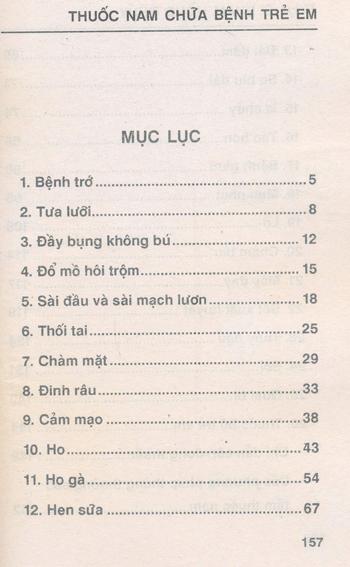 THUỐC NAM CHỮA BỆNH TRẺ EM
MỤC LỤC
1. Bệnh trớ 5
2. Tưa lưỡi 8
3. Đầy bụng không bú 12
4. Đổ mồ hôi trộm 15
5. Sài đầu và sài mạch lươn 18
6. Thối tai 25
7. Chàm mặt 29
8. Đinh râu 33
9. Cảm mạo 38
10. Ho 43
11. Ho gà 54
12. Hen sữa 67
157